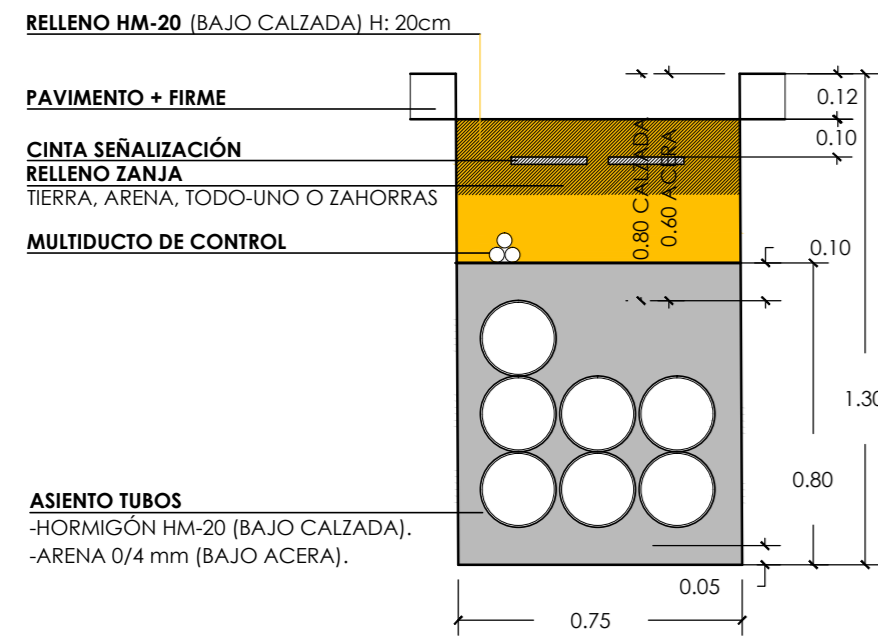 RELLENO HM-20 (BAJO CALZADA) H: 20cm
PAVIMENTO + FIRME
CINTA SEÑALIZACIÓN
RELLENO ZANJA
TIERRA, ARENA, TODO-UNO O ZAHORRAS
MULTIDUCTO DE CONTROL
ASIENTO TUBOS
-HORMIGÓN HM-20 (BAJO CALZADA).
-ARENA 0/4 mm (BAJO ACERA).
0.80 CALZADA
0.60 ACERA
0.12
0.10
0.10
1.30
0.80
0.05
0.75